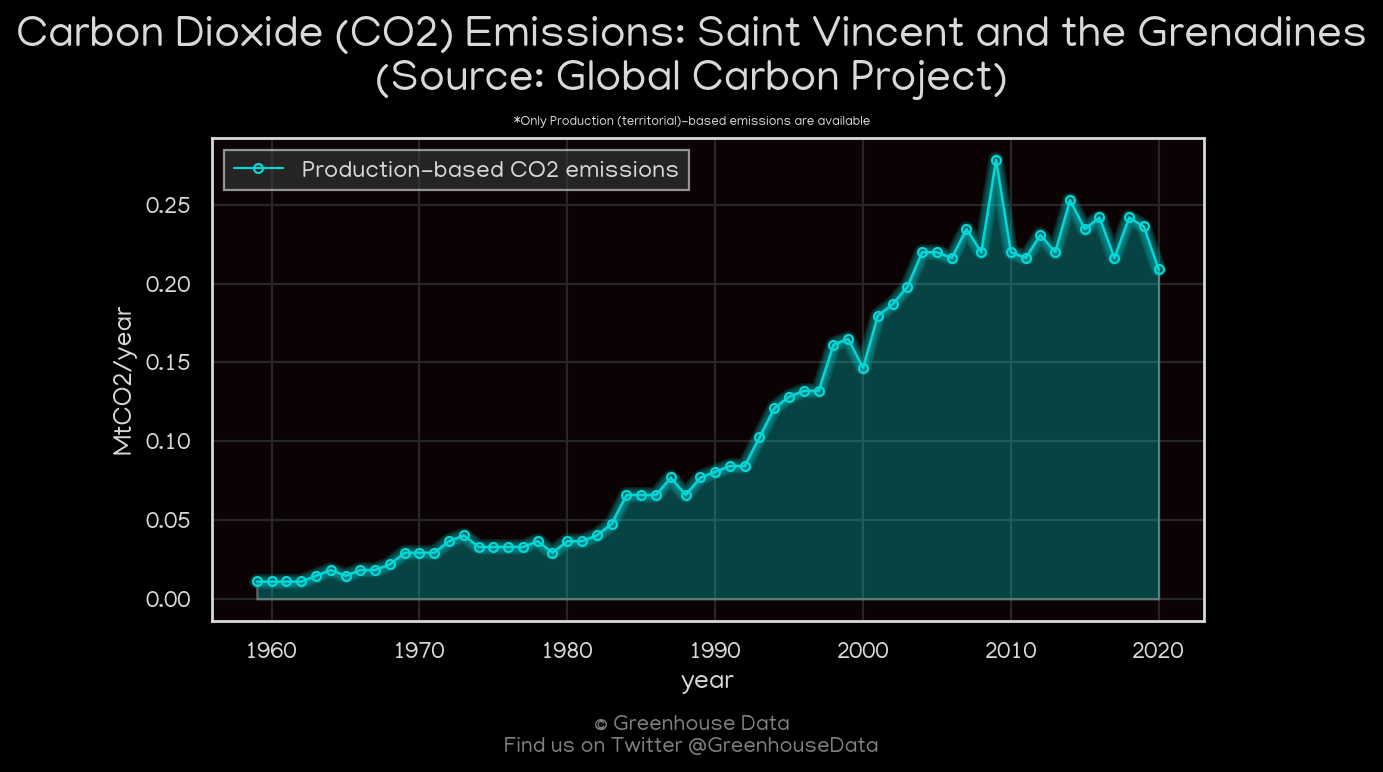 Carbon Dioxide (CO2) Emissions: Saint Vincent and the Grenadines
(Source: Global Carbon Project)
*Only Production (territorial)-based emissions are available
Production-based CO2 emissions
0.25
0.20
0.15
0.10
0.05
0.00
MtCO2/year
1960 1970 1980 1990 2000 2010 2020
year
© Greenhouse Data
Find us on Twitter @GreenhouseData